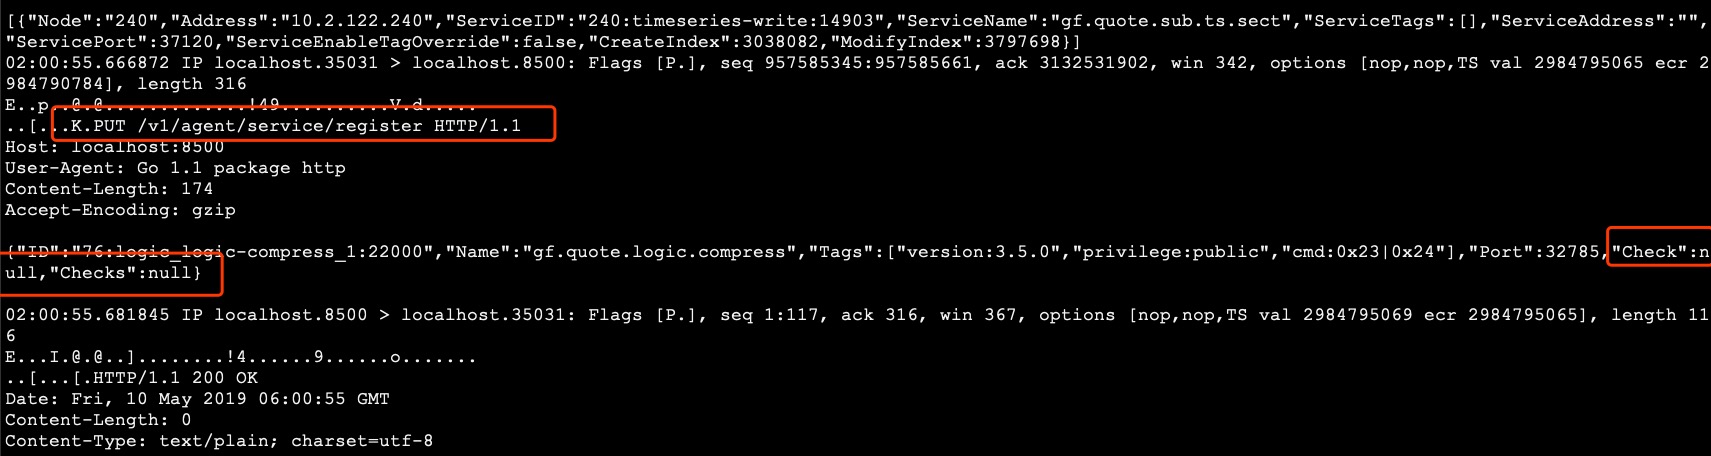 [{"Node":"240","Address":"10.2.122.240","ServiceID":"240:timeseries-write:14903","ServiceName":"gf.quote.sub.ts.sect","ServiceTags":[],"ServiceAddress":"",
"ServicePort":37120,"ServiceEnableTagOverride":false,"CreateIndex":3038082,"ModifyIndex":3797698}]
02:00:55.666872 IP localhost.35031 > localhost.8500: Flags [P.], seq 957585345:957585661, ack 3132531902, win 342, options [nop,nop,TS val 2984795065 ecr 2
984790784], length 316
E..p..@.@.............!49..........V.d.....
..[...K.PUT /v1/agent/service/register HTTP/1.1
Host: localhost:8500
User-Agent: Go 1.1 package http
Content-Length: 174
Accept-Encoding: gzip
{"ID":"76:logic_logic-compress_1:22000","Name":"gf.quote.logic.compress","Tags":["version:3.5.0","privilege:public","cmd:0x23|0x24"],"Port":32785,"Check":n
ull,"Checks":null}
02:00:55.681845 IP localhost.8500 > localhost.35031: Flags [P.], seq 1:117, ack 316, win 367, options [nop,nop,TS val 2984795069 ecr 2984795065], length 11
6
E...I.@.@..]........!4......9......o.......
..[...[.HTTP/1.1 200 OK
Date: Fri, 10 May 2019 06:00:55 GMT
Content-Length: 0
Content-Type: text/plain; charset=utf-8